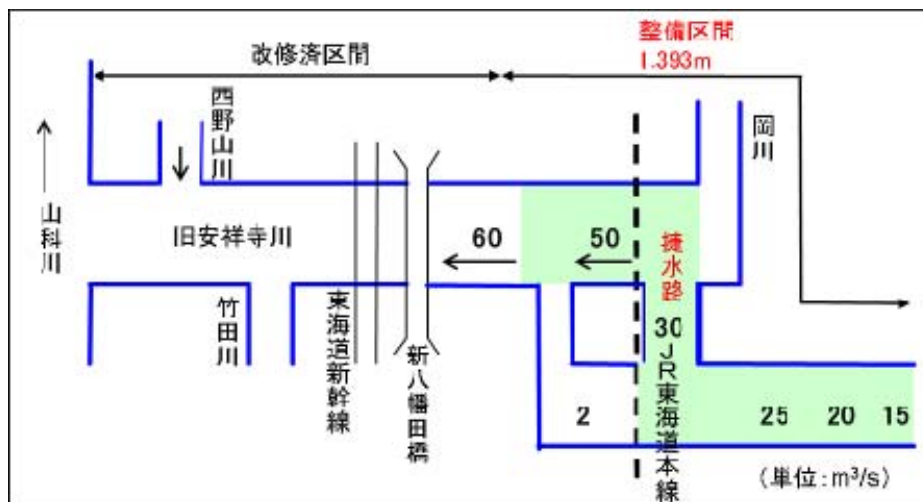 整備区間
1.393m
改修済区間
西野山川
岡川
山科川
旧安祥寺川
60
50
捷水路
竹田川
東海道新幹線
新八幡田橋
30
JR東海道本線
2
25
20
15
（単位：m³/s）